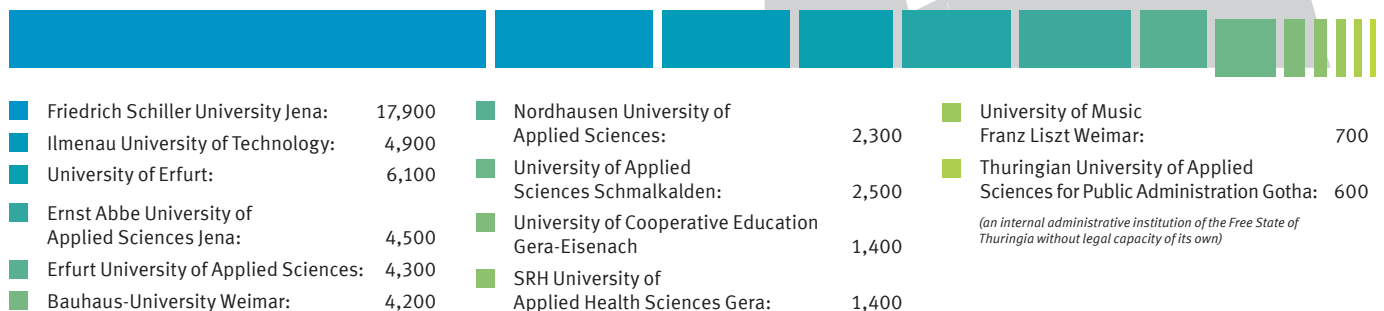 Friedrich Schiller University Jena: 17,900
Ilmenau University of Technology: 4,900
University of Erfurt: 6,100
Ernst Abbe University of
Applied Sciences Jena: 4,500
Erfurt University of Applied Sciences: 4,300
Bauhaus-University Weimar: 4,200
Nordhausen University of
Applied Sciences: 2,300
University of Applied
Sciences Schmalkalden: 2,500
University of Cooperative Education
Gera-Eisenach 1,400
SRH University of
Applied Health Sciences Gera: 1,400
University of Music
Franz Liszt Weimar: 700
Thuringian University of Applied
Sciences for Public Administration Gotha: 600
(an internal administrative institution of the Free State of
Thuringia without legal capacity of its own)